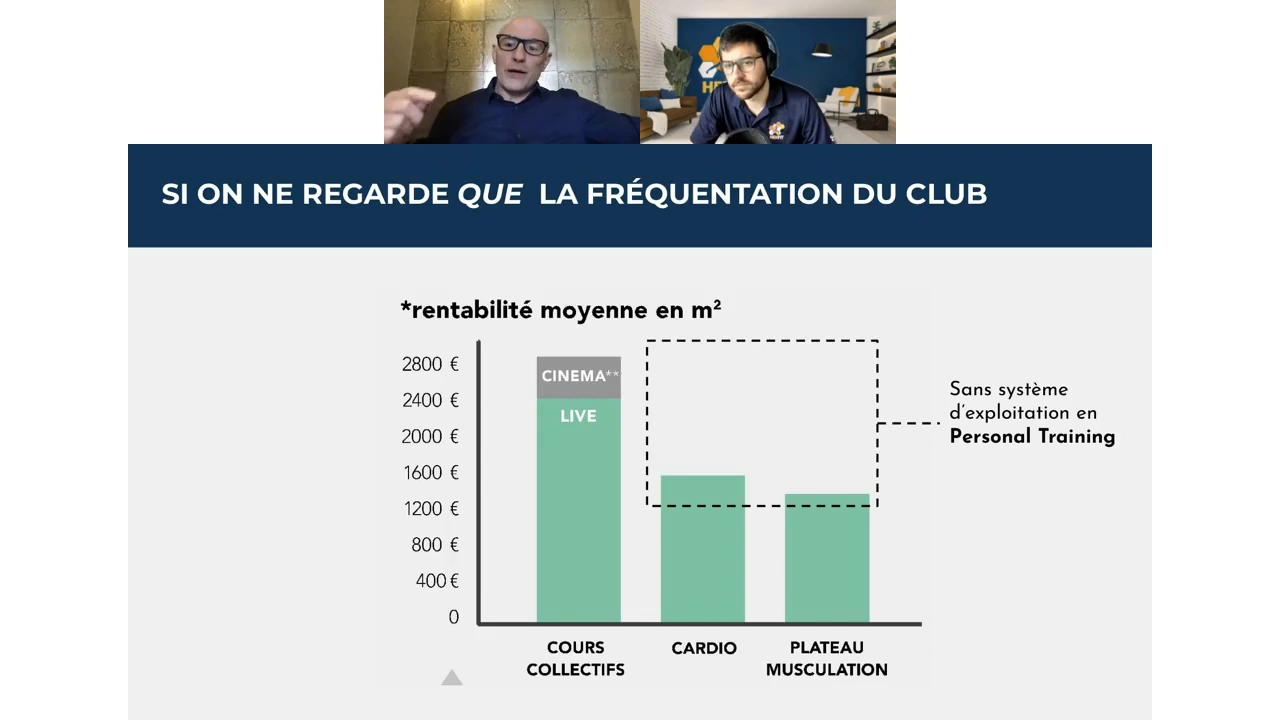 SI ON NE REGARDE QUE LA FRÉQUENTATION DU CLUB
*rentabilité moyenne en m²
2800 €
2400 €
2000 €
1600 €
1200 €
800 €
400 €
0
CINEMA**
LIVE
Sans système
d'exploitation en
Personal Training
COURS
COLLECTIFS
CARDIO
PLATEAU
MUSCULATION